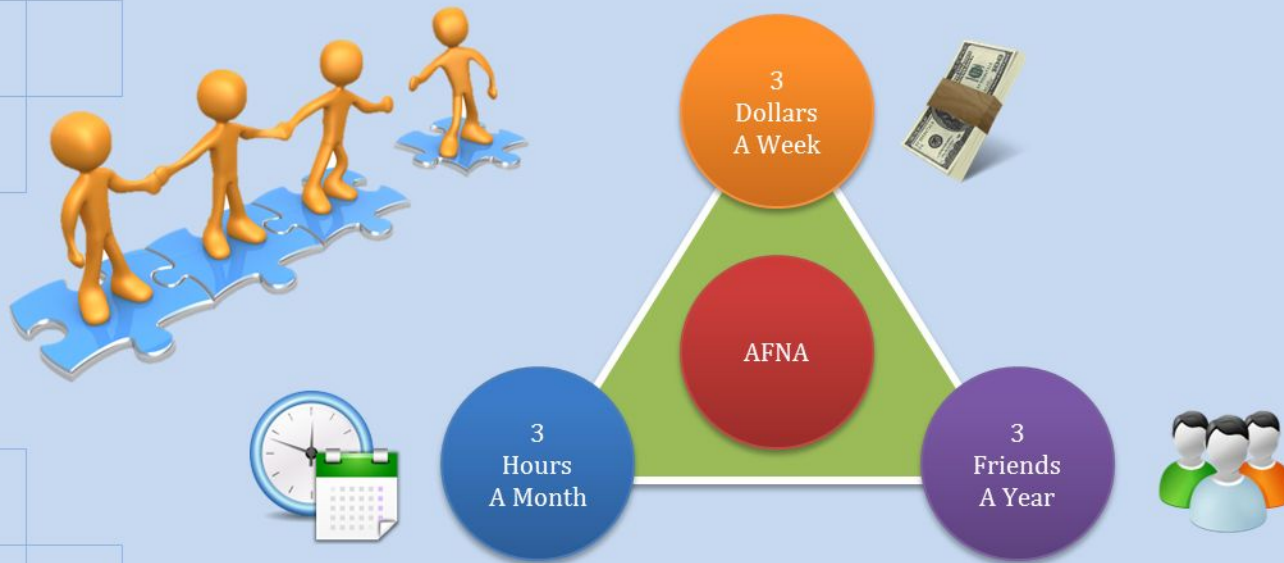 3
Dollars
A Week
AFNA
3
Hours
A Month
3
Friends
A Year